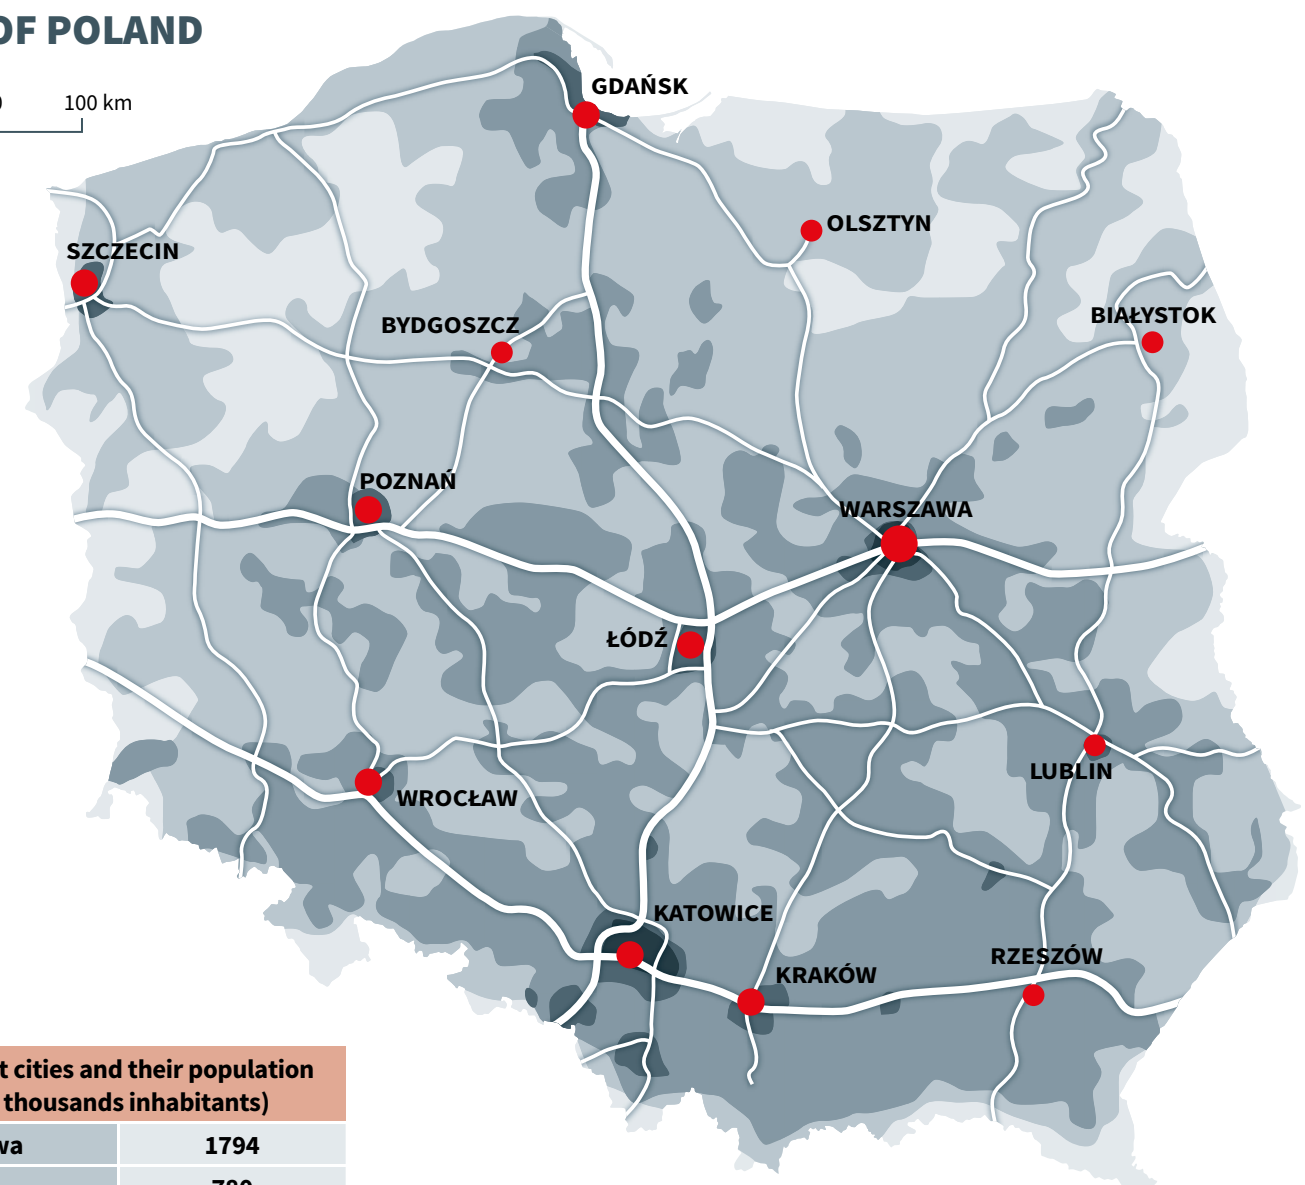 OF POLAND
100 km
GDAŃSK
OLSZTYN
SZCZECIN
BIAŁYSTOK
BYDGOSZCZ
POZNAŃ
WARSZAWA
ŁÓDŹ
LUBLIN
WROCŁAW
KATOWICE
RZESZÓW
KRAKÓW
t cities and their population
thousands inhabitants)
wa 1794
780